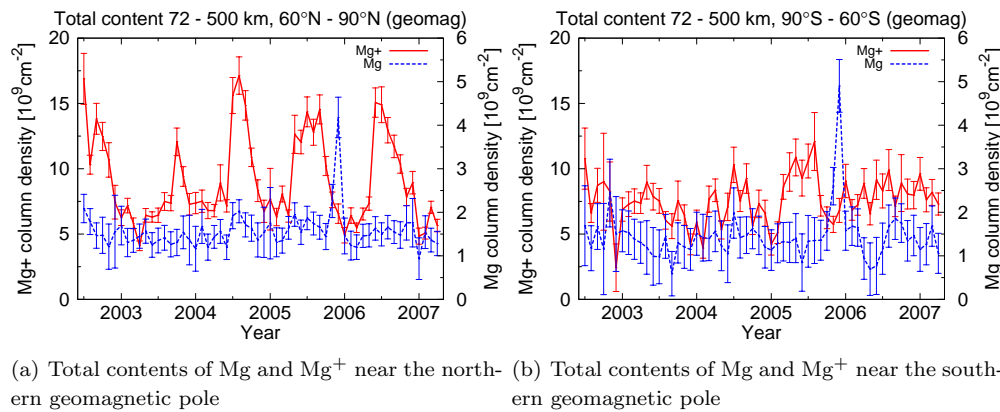 Total content 72 - 500 km, 60°N - 90°N (geomag)
Mg+ column density [10⁹cm⁻²]
20
15
10
5
0
Mg+
Mg
6
5
4
3
2
1
0
Mg column density [10⁹cm⁻²]
2003 2004 2005 2006 2007
Year
(a) Total contents of Mg and Mg⁺ near the north-
ern geomagnetic pole
Total content 72 - 500 km, 90°S - 60°S (geomag)
Mg+ column density [10⁹cm⁻²]
20
15
10
5
0
Mg+
Mg
6
5
4
3
2
1
0
Mg column density [10⁹cm⁻²]
2003 2004 2005 2006 2007
Year
(b) Total contents of Mg and Mg⁺ near the south-
ern geomagnetic pole